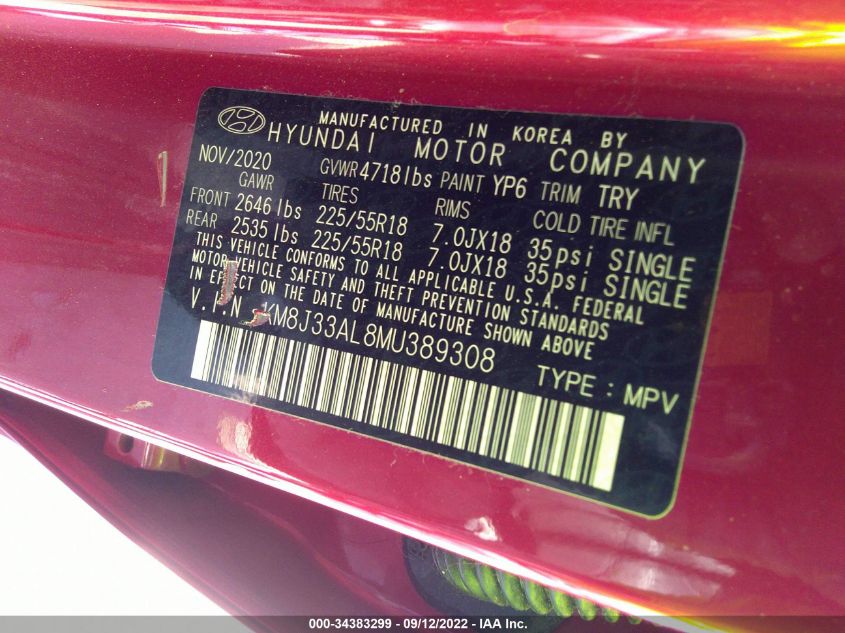 MANUFACTURED IN KOREA BY
HYUNDAI MOTOR COMPANY
NOV/2020 GVWR 4718lbs PAINT YP6 TRIM TRY
GAWR TIRES RIMS COLD TIRE INFL
FRONT 2646 lbs 225/55R18 7.0JX18 35psi SINGLE
REAR 2535 lbs 225/55R18 7.0JX18 35psi SINGLE
THIS VEHICLE CONFORMS TO ALL APPLICABLE U.S.A. FEDERAL
MOTOR VEHICLE SAFETY AND THEFT PREVENTION STANDARDS
IN EFFECT ON THE DATE OF MANUFACTURE SHOWN ABOVE
V.I.N. KM8J33AL8MU389308
TYPE : MPV
000-34383299 - 09/12/2022 - IAA Inc.